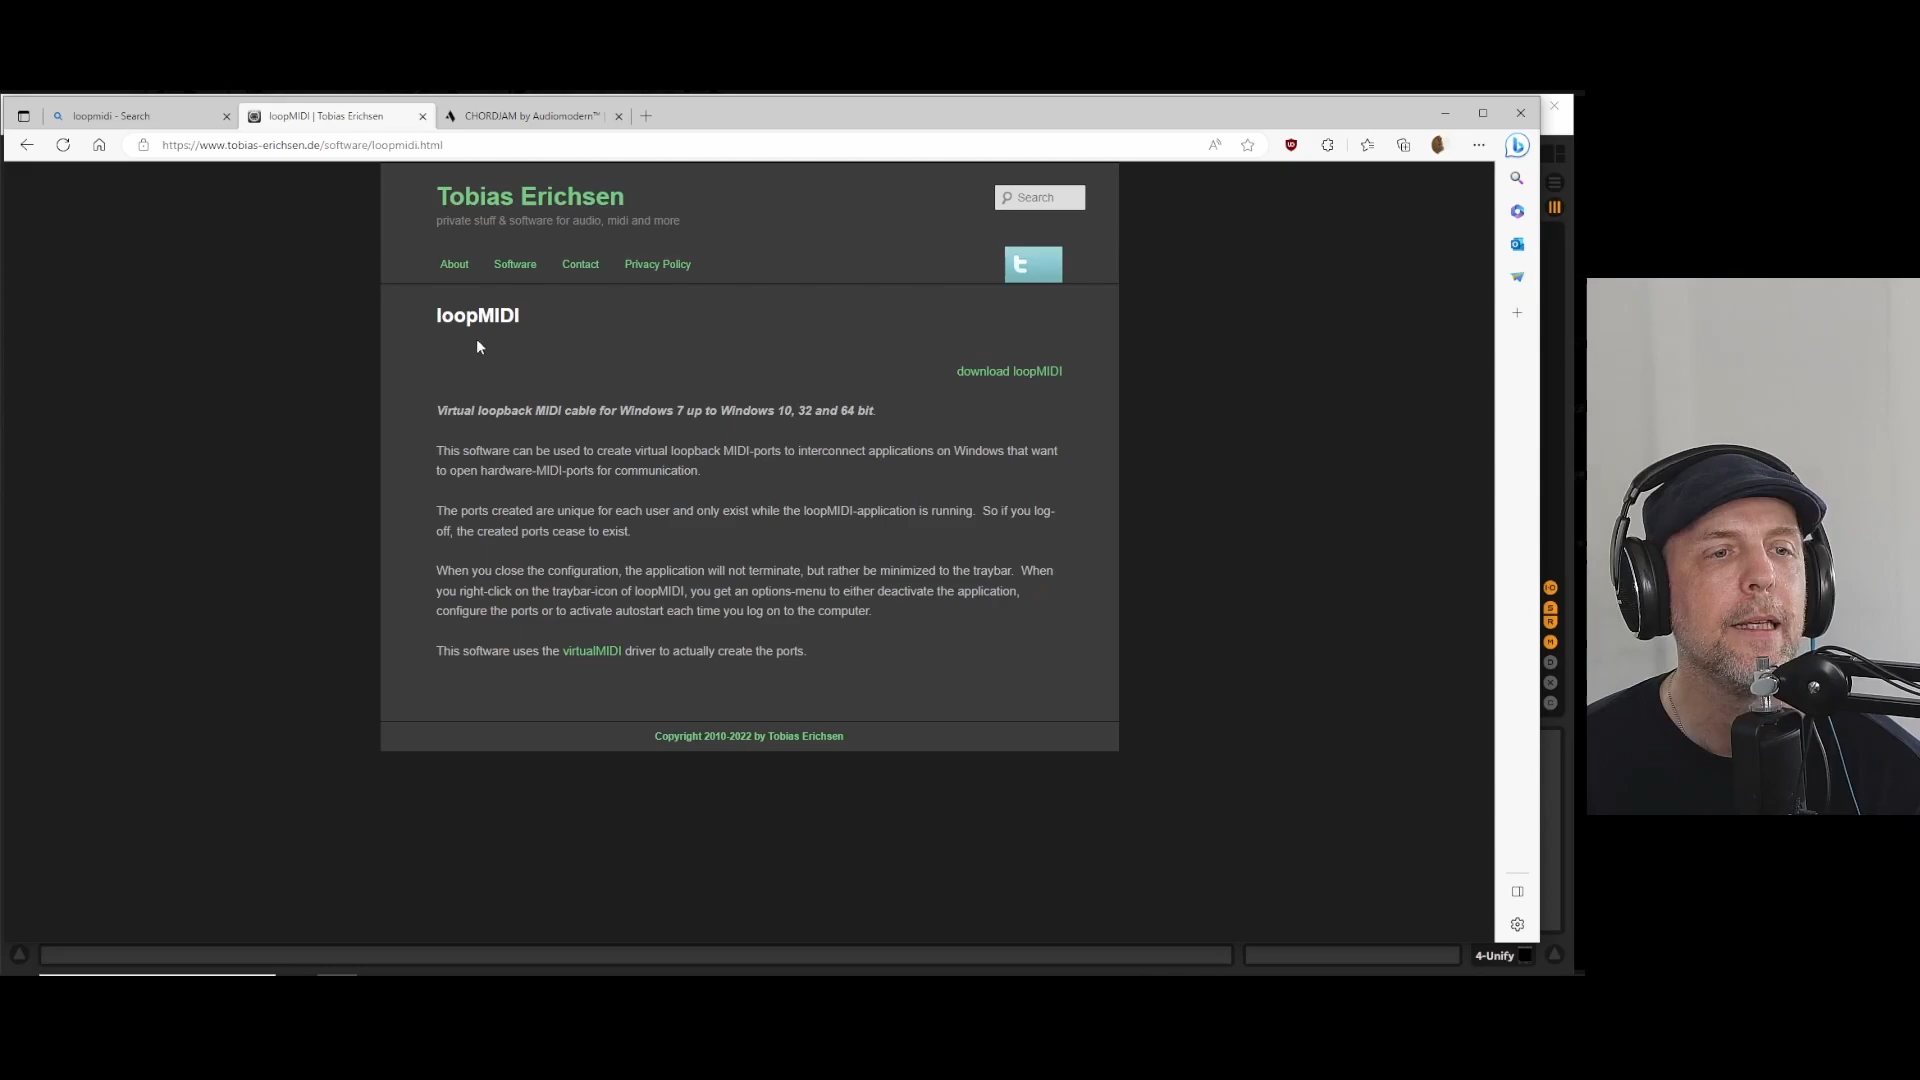 loopmidi - Search
loopMIDI | Tobias Erichsen
CHORDJAM by Audiomodern™ |
https://www.tobias-erichsen.de/software/loopmidi.html
Tobias Erichsen
private stuff & software for audio, midi and more
Search
About
Software
Contact
Privacy Policy
loopMIDI
download loopMIDI
Virtual loopback MIDI cable for Windows 7 up to Windows 10, 32 and 64 bit.
This software can be used to create virtual loopback MIDI-ports to interconnect applications on Windows that want
to open hardware-MIDI-ports for communication.
The ports created are unique for each user and only exist while the loopMIDI-application is running. So if you log-
off, the created ports cease to exist.
When you close the configuration, the application will not terminate, but rather be minimized to the traybar. When
you right-click on the traybar-icon of loopMIDI, you get an options-menu to either deactivate the application,
configure the ports or to activate autostart each time you log on to the computer.
This software uses the virtualMIDI driver to actually create the ports.
Copyright 2010-2022 by Tobias Erichsen
I·O
S
R
M
D
X
C
4-Unify